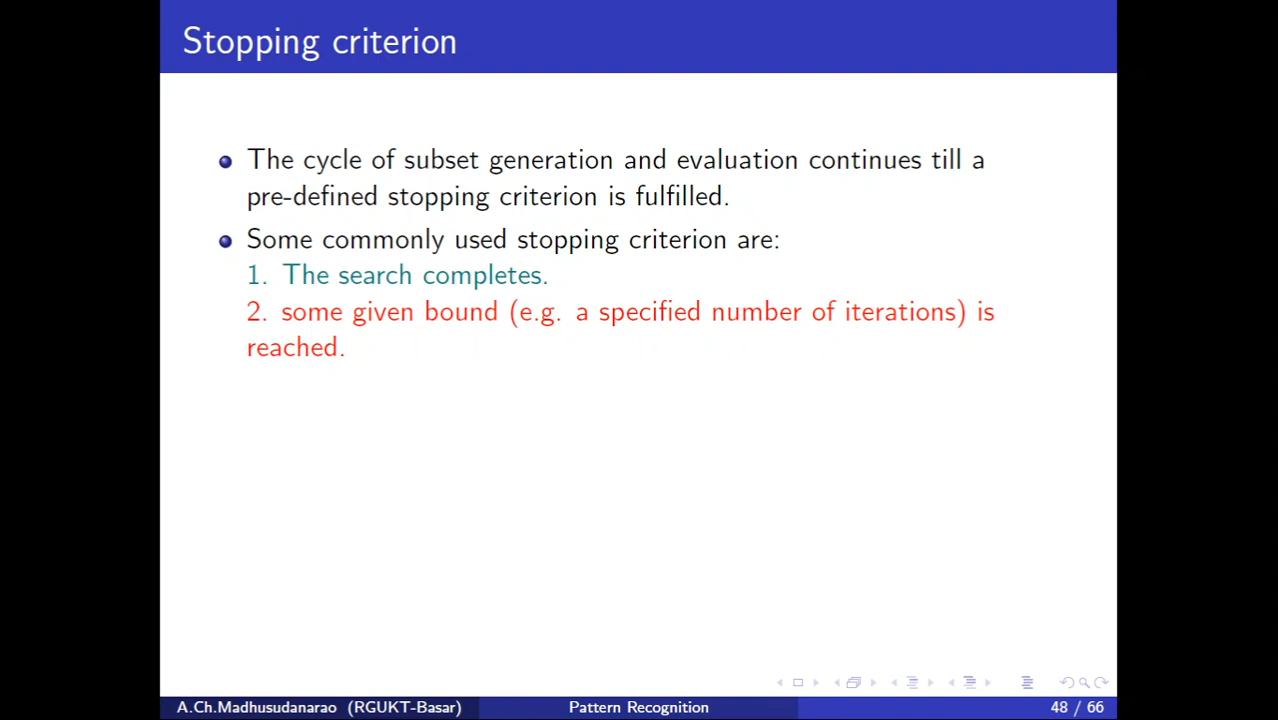 Stopping criterion
The cycle of subset generation and evaluation continues till a
pre-defined stopping criterion is fulfilled.
Some commonly used stopping criterion are:
1. The search completes.
2. some given bound (e.g. a specified number of iterations) is
reached.
A.Ch.Madhusudanarao (RGUKT-Basar) Pattern Recognition 48 / 66